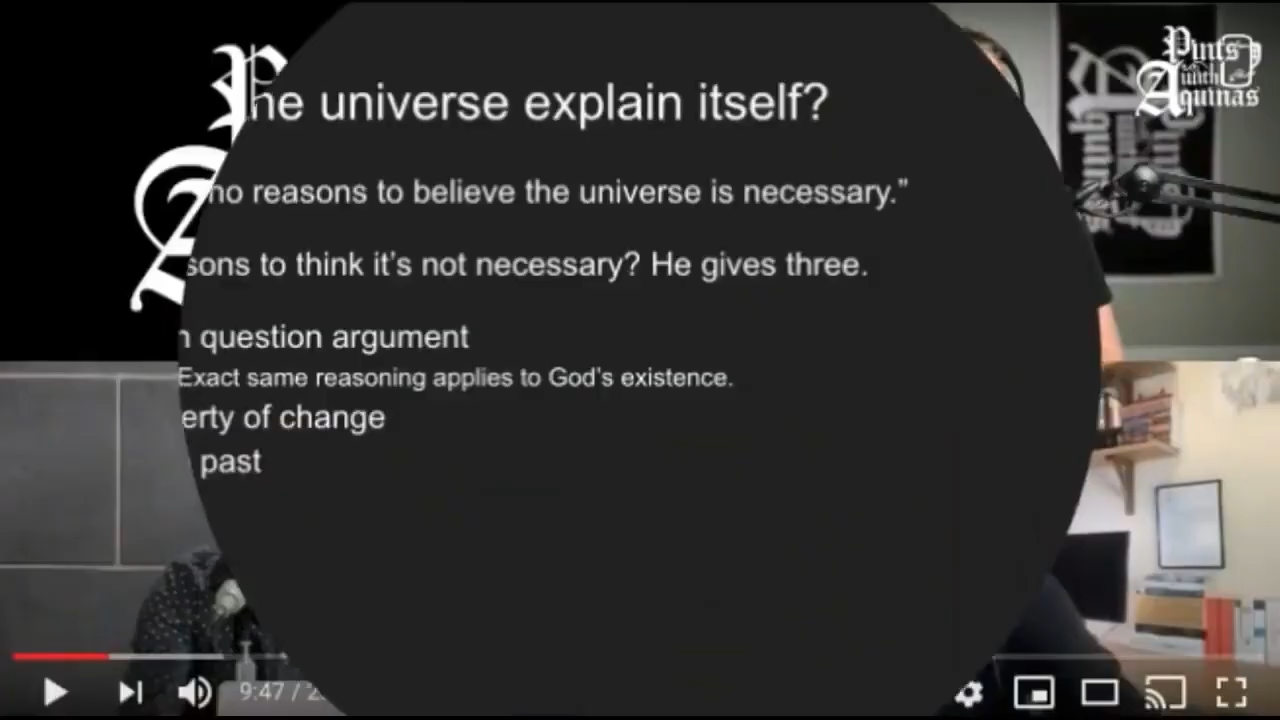 he universe explain itself?
no reasons to believe the universe is necessary.”
sons to think it’s not necessary? He gives three.
question argument
Exact same reasoning applies to God’s existence.
erty of change
past
Pints
with
Aquinas
9:47 / 2